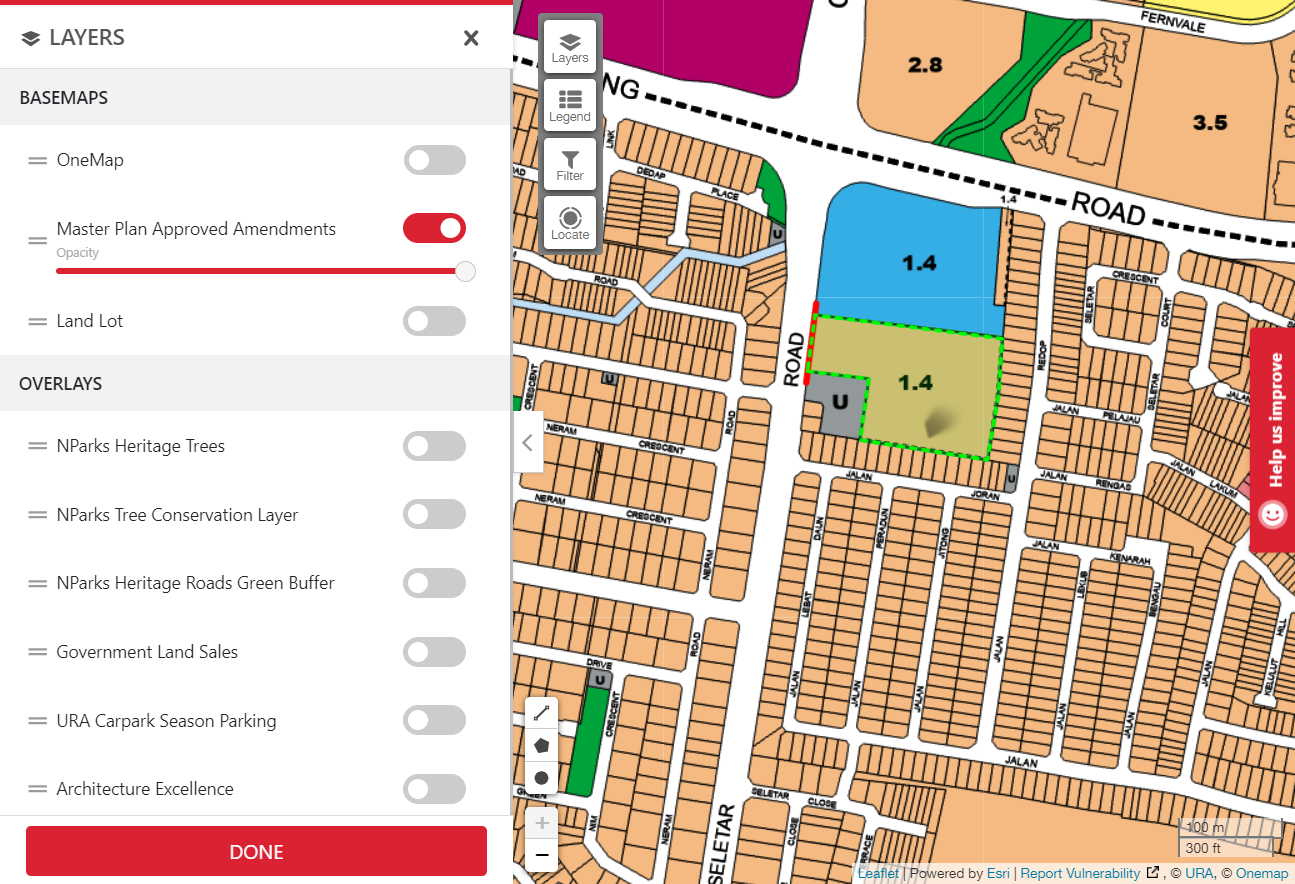 LAYERS
BASEMAPS
OneMap
Master Plan Approved Amendments
Opacity
Land Lot
OVERLAYS
NParks Heritage Trees
NParks Tree Conservation Layer
NParks Heritage Roads Green Buffer
Government Land Sales
URA Carpark Season Parking
Architecture Excellence
DONE
Layers
Legend
Filter
Locate
FERNVALE
2.8
3.5
NG
ROAD
1.4
LINK
DEDAP
PLACE
U
ROAD
1.4
CRESCENT
SELETAR
COURT
ROAD
REDOP
1.4
U
U
CRESCENT
ROAD
SELETAR
JALAN
JALAN
PELAJAU
NERAM
CRESCENT
JALAN
JORAN
U
JALAN
RENGAS
JALAN
LAKUM
NERAM
CRESCENT
DAUN
PERADUN
JITONG
NERAM
JALAN
KENARAH
LEKUB
BENGAU
LEBAT
ROAD
JALAN
HILL
DRIVE
U
CRESCENT
JALAN
JALAN
JALAN
JALAN
KELULUT
JALAN
JALAN
JALAN
SELETAR
CLOSE
CLOSE
NIM
NERAM
SELETAR
Help us improve
100 m
300 ft
Leaflet | Powered by Esri | Report Vulnerability , © URA, © Onemap